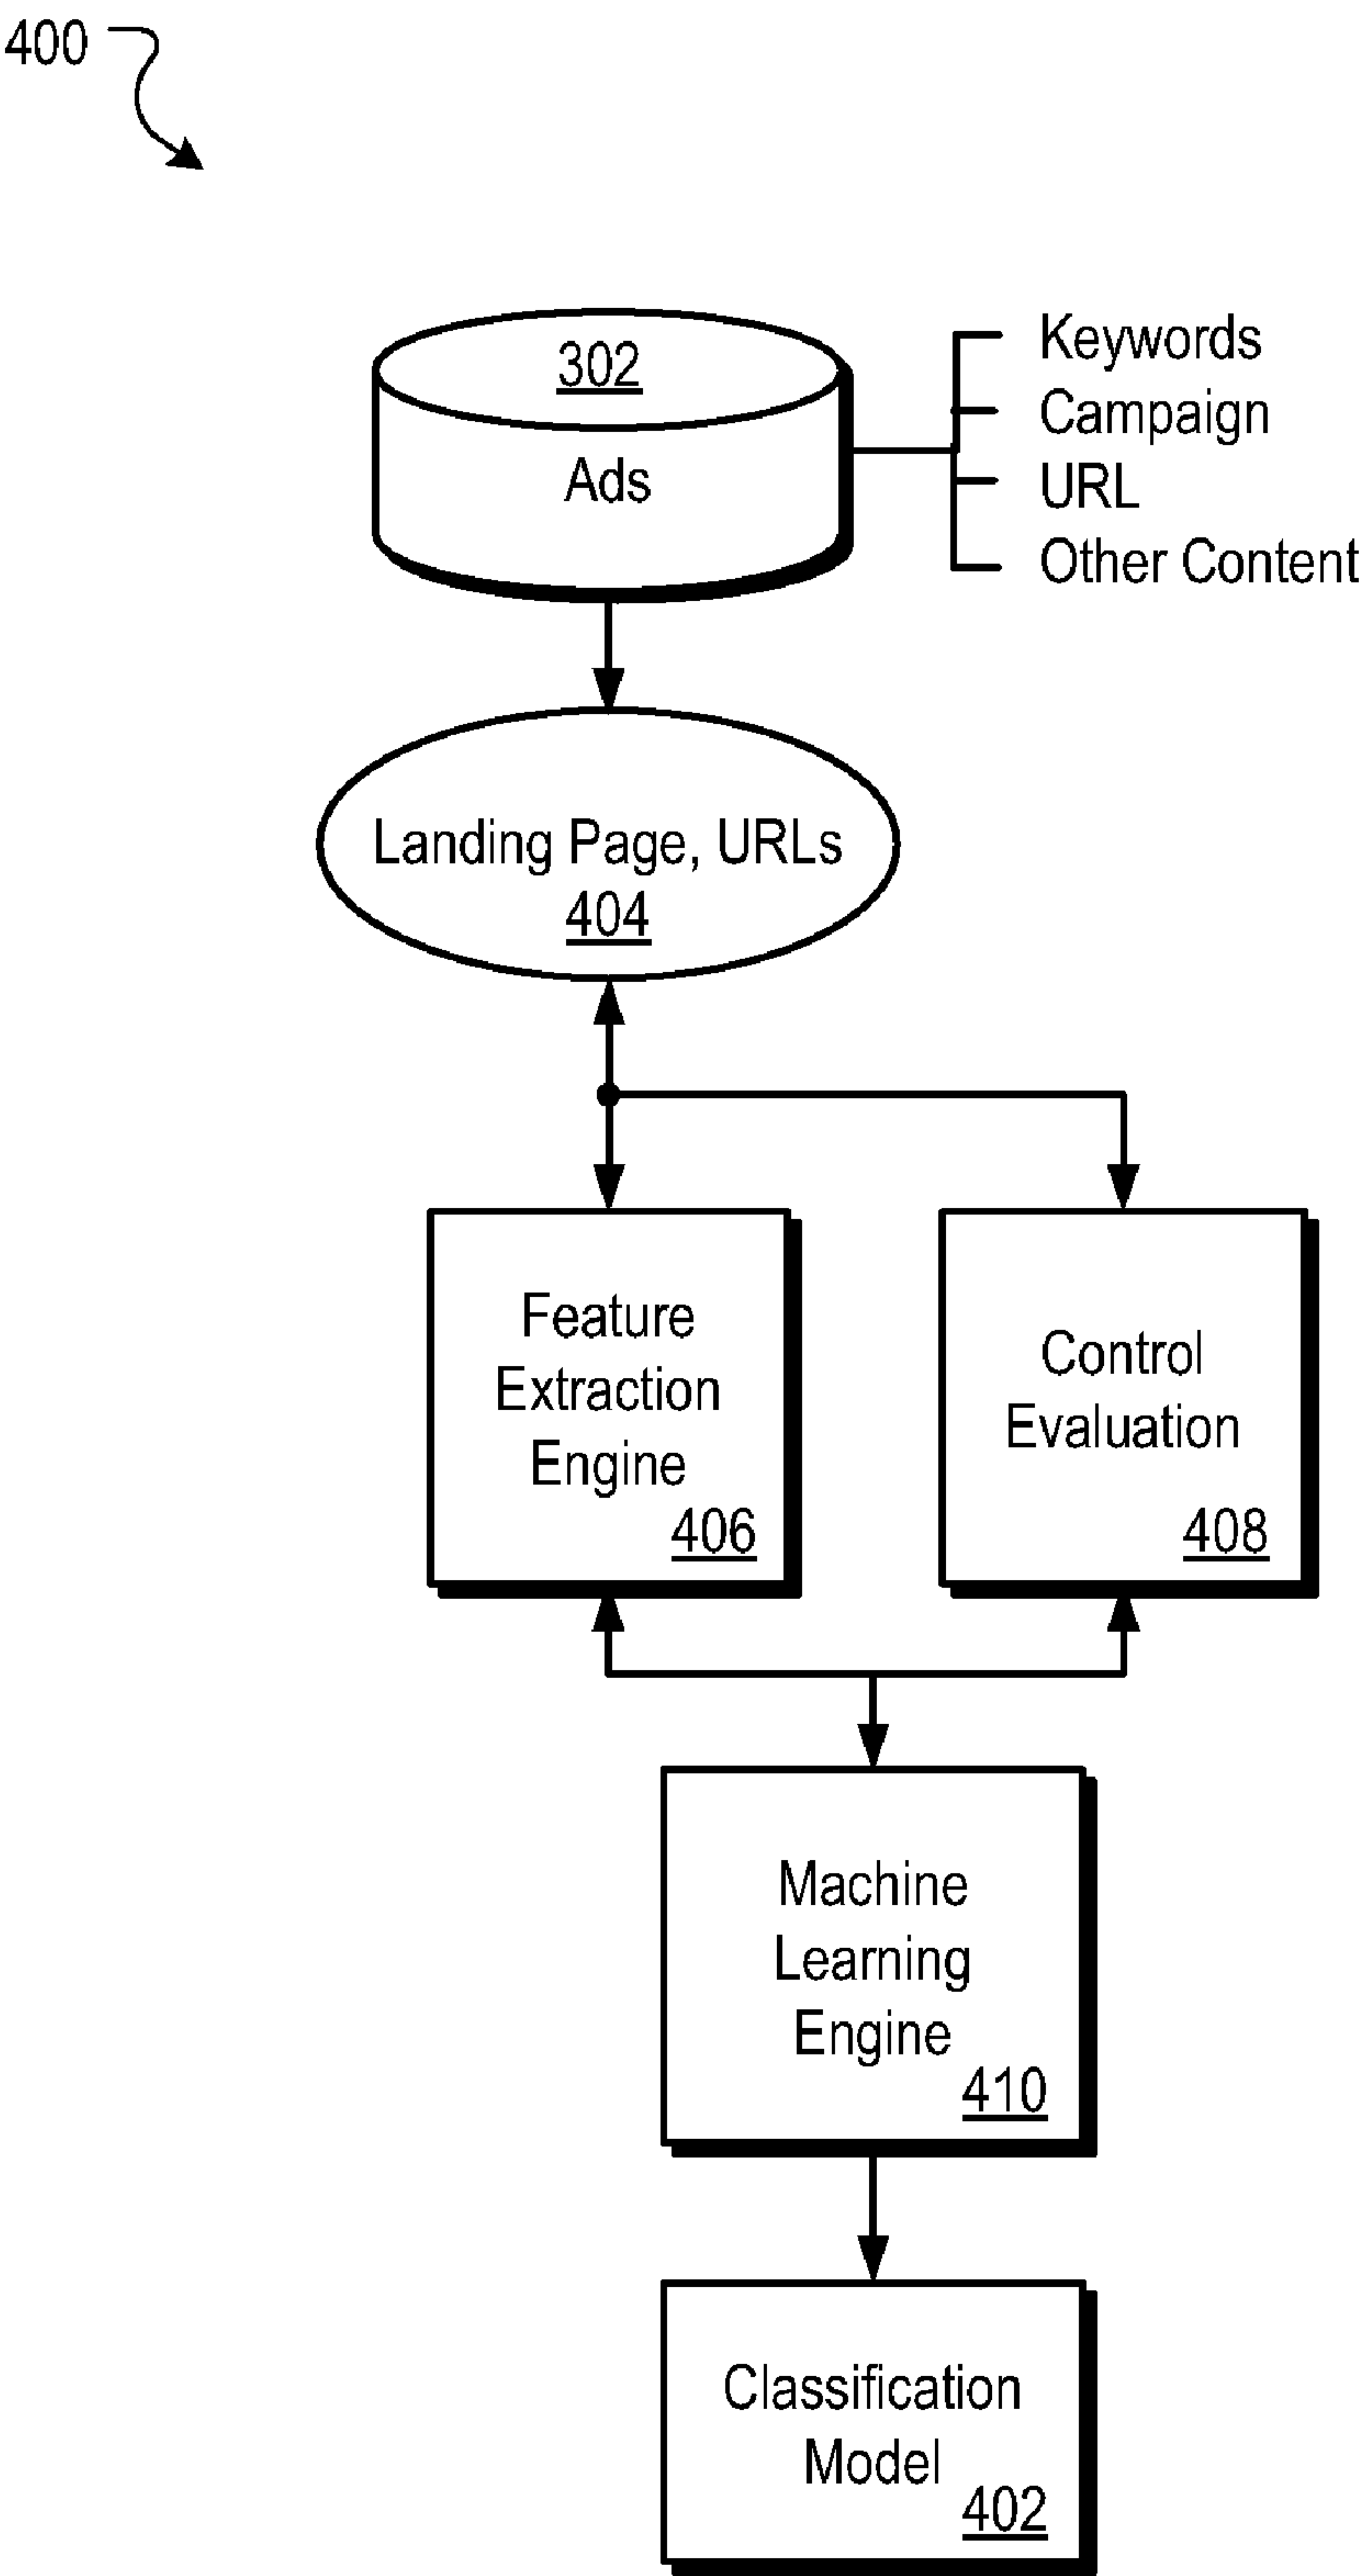 400
302
Ads
Keywords
Campaign
URL
Other Content
Landing Page, URLs
404
Feature
Extraction
Engine
406
Control
Evaluation
408
Machine
Learning
Engine
410
Classification
Model
402